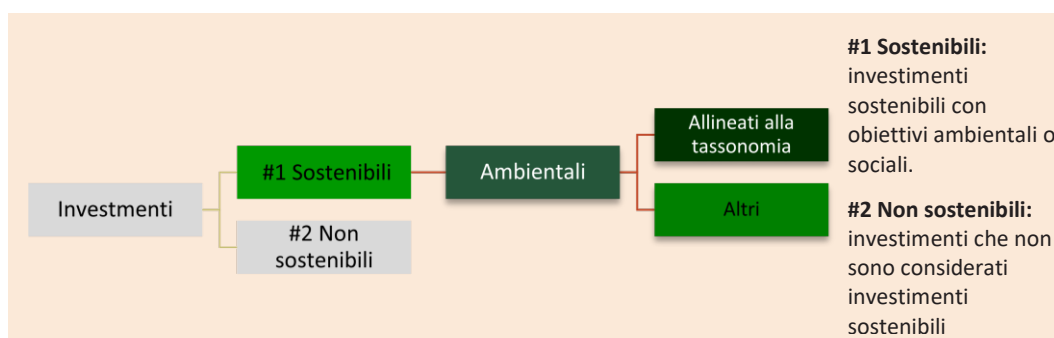 Investmenti
#1 Sostenibili
#2 Non
sostenibili
Ambientali
Allineati alla
tassonomia
Altri
#1 Sostenibili:
investimenti
sostenibili con
obiettivi ambientali o
sociali.
#2 Non sostenibili:
investimenti che non
sono considerati
investimenti
sostenibili